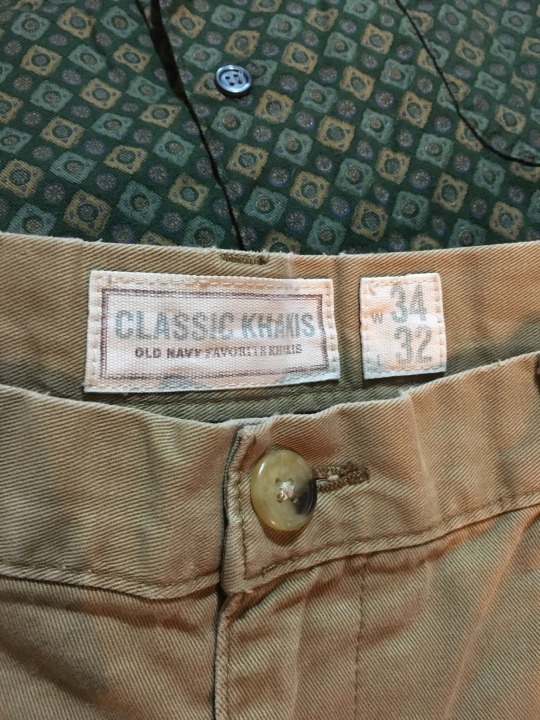 CLASSIC KHAKIS
OLD NAVY FAVORITE KHAKIS
W 34
L 32